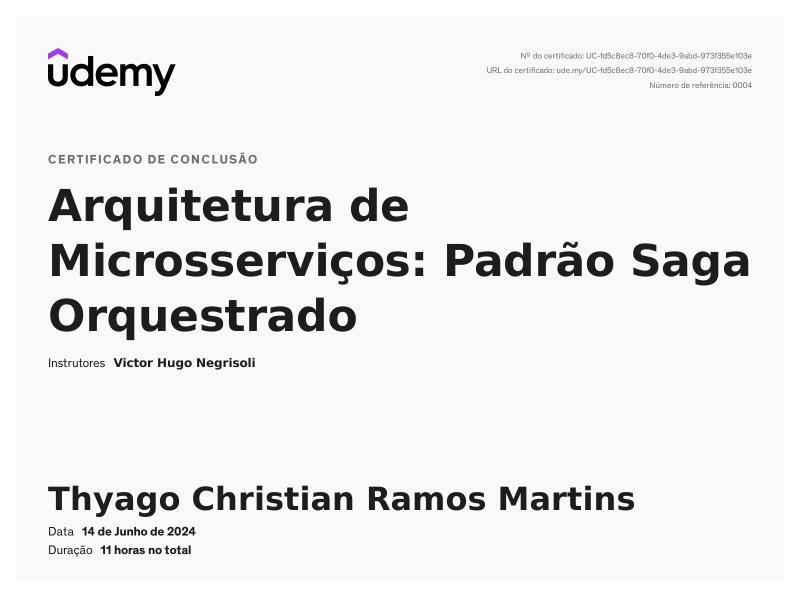 udemy
Nº do certificado: UC-fd5c8ec8-70f0-4de3-9abd-973f355e103e
URL do certificado: ude.my/UC-fd5c8ec8-70f0-4de3-9abd-973f355e103e
Número de referência: 0004
CERTIFICADO DE CONCLUSÃO
Arquitetura de
Microsserviços: Padrão Saga
Orquestrado
Instrutores Victor Hugo Negrisoli
Thyago Christian Ramos Martins
Data 14 de Junho de 2024
Duração 11 horas no total